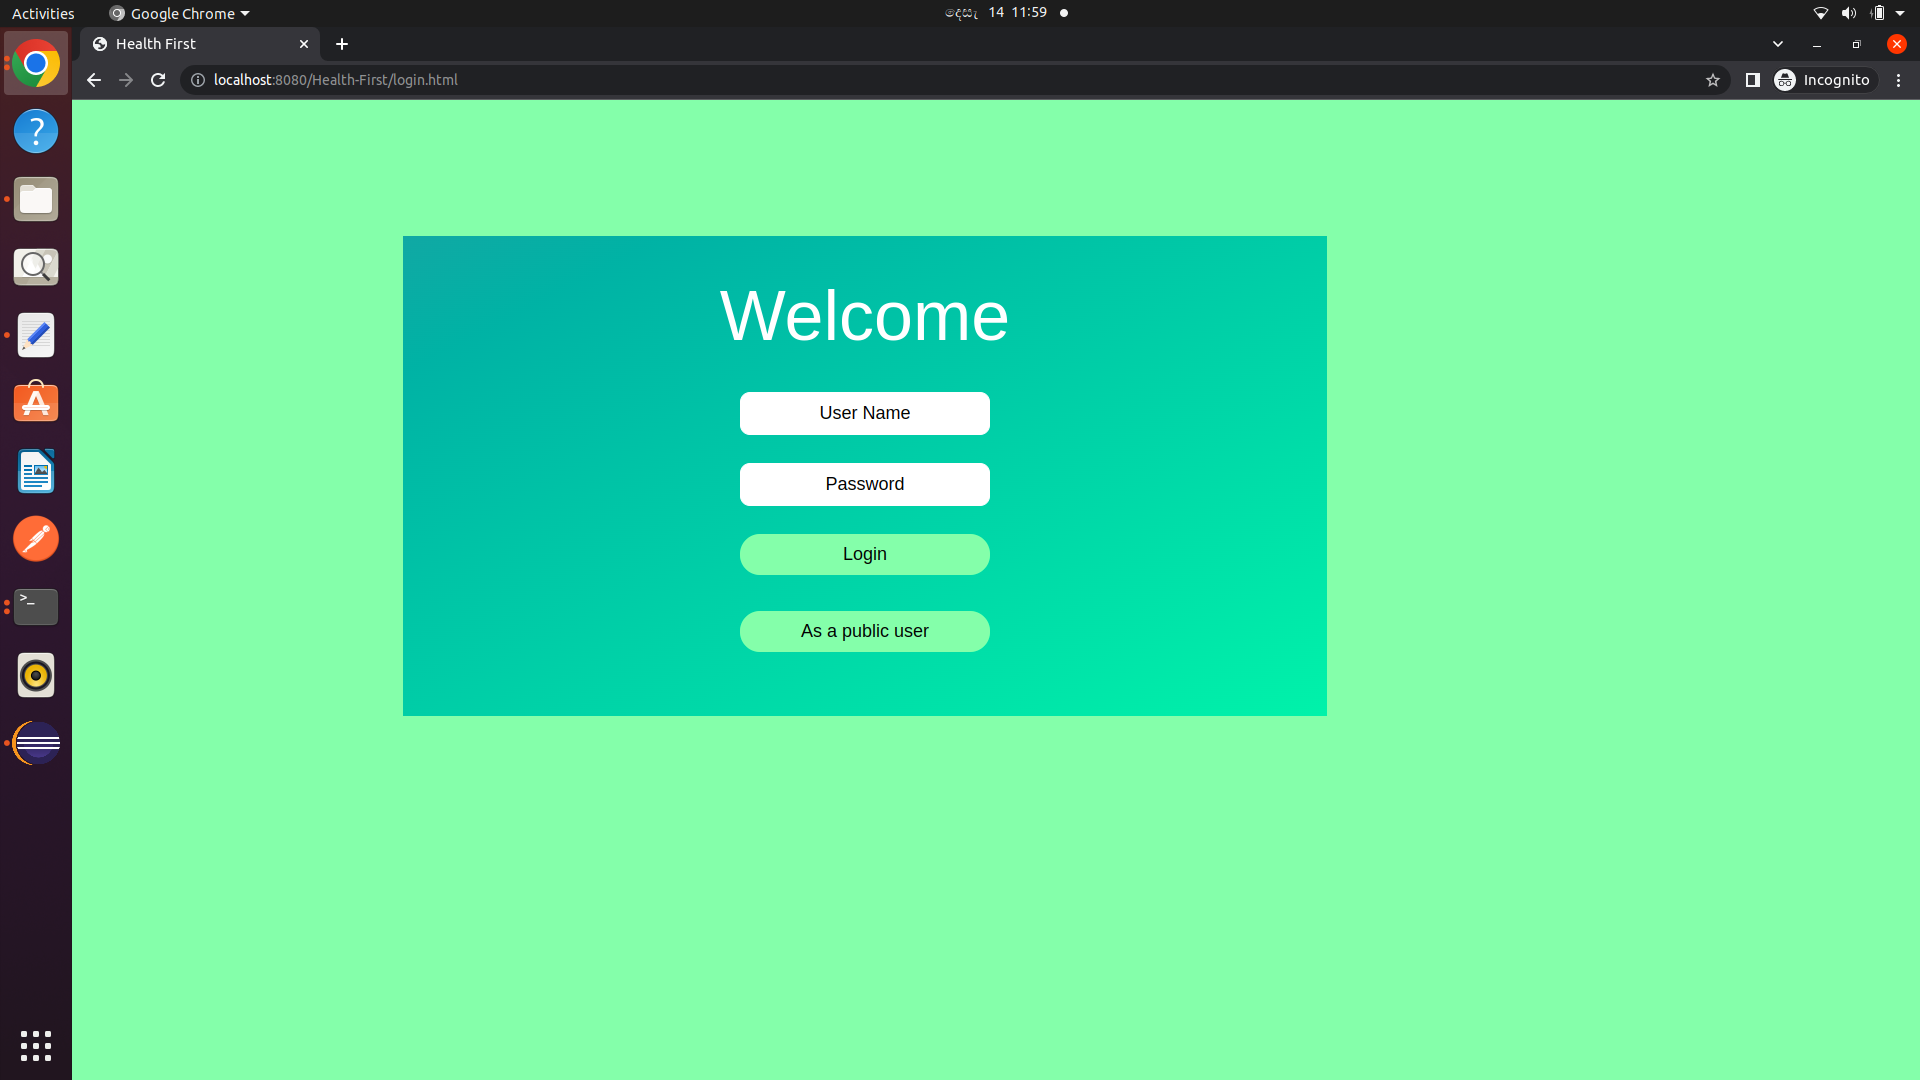 Activities Google Chrome දෙසැ 14 11:59
Health First
localhost:8080/Health-First/login.html Incognito
Welcome
User Name
Password
Login
As a public user